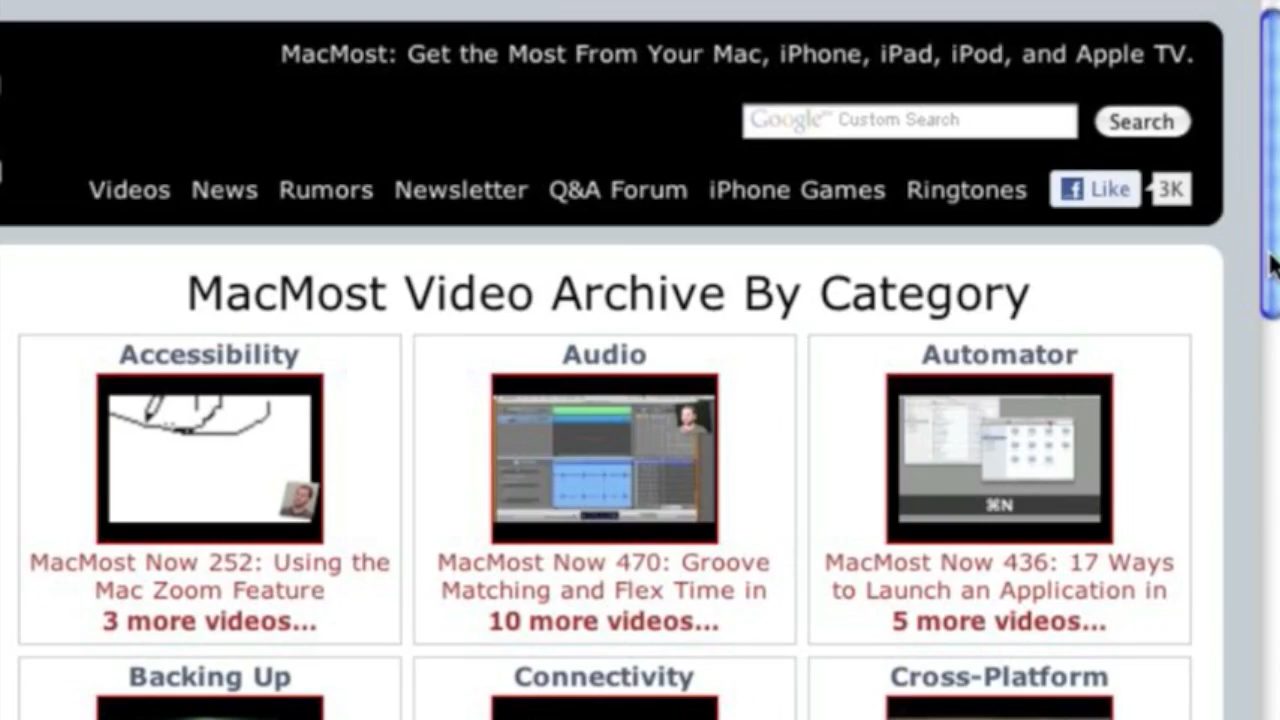 MacMost: Get the Most From Your Mac, iPhone, iPad, iPod, and Apple TV.
Google™ Custom Search
Search
Videos News Rumors Newsletter Q&A Forum iPhone Games Ringtones Like 3K
MacMost Video Archive By Category
Accessibility
MacMost Now 252: Using the
Mac Zoom Feature
3 more videos...
Audio
MacMost Now 470: Groove
Matching and Flex Time in
10 more videos...
Automator
⌘N
MacMost Now 436: 17 Ways
to Launch an Application in
5 more videos...
Backing Up
Connectivity
Cross-Platform